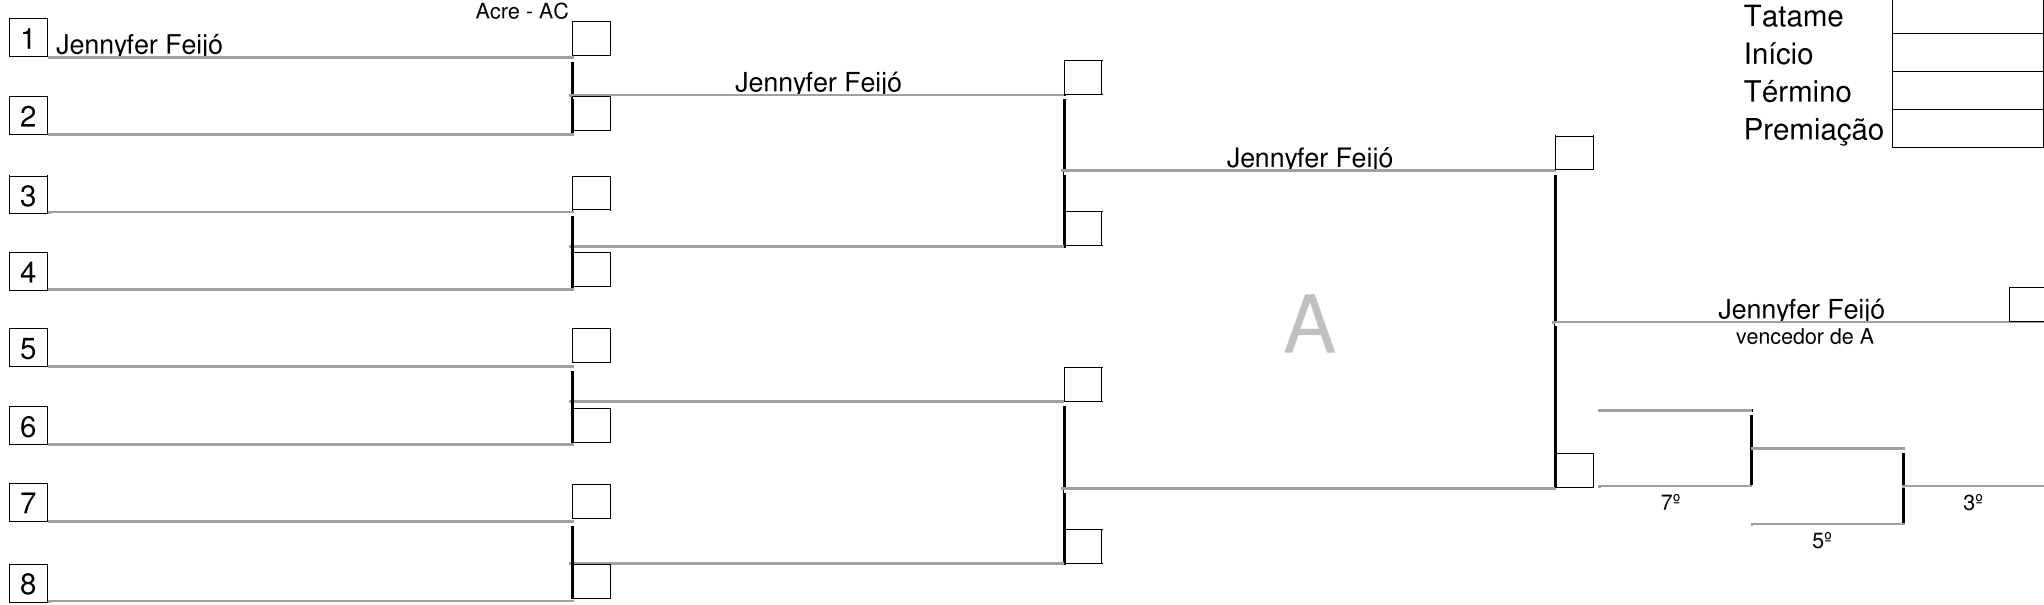 Acre - AC
1 Jennyfer Feijó
2
3
4
5
6
7
8
Jennyfer Feijó
Jennyfer Feijó
A
Jennyfer Feijó
vencedor de A
Tatame
Início
Término
Premiação
7º
5º
3º